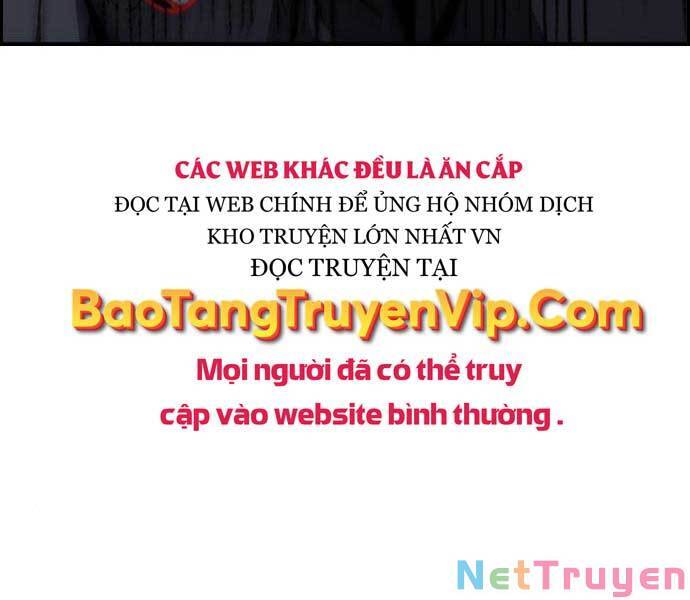 CÁC WEB KHÁC ĐỀU LÀ ĂN CẮP
ĐỌC TẠI WEB CHÍNH ĐỂ ỦNG HỘ NHÓM DỊCH
KHO TRUYỆN LỚN NHẤT VN
ĐỌC TRUYỆN TẠI
BaoTangTruyenVip.Com
Mọi người đã có thể truy
cập vào website bình thường.
NetTruyen